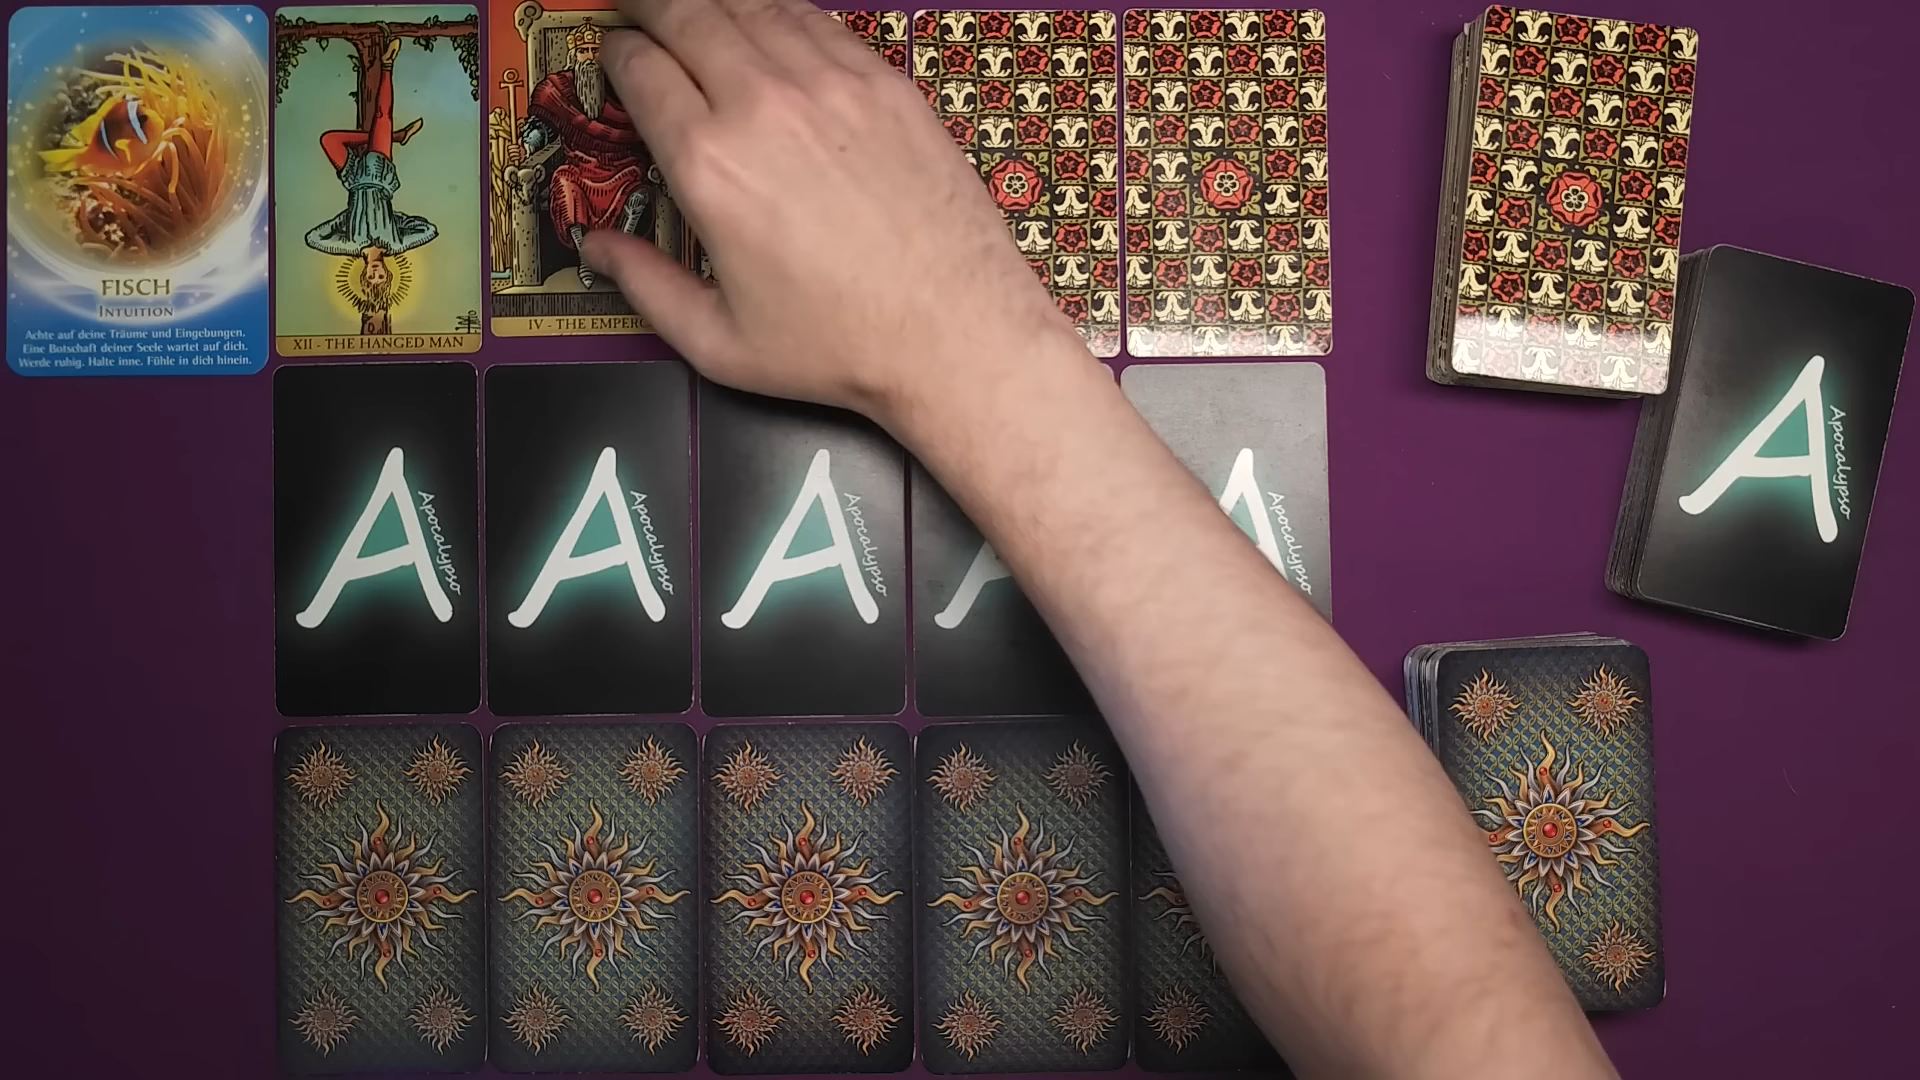 FISCH
INTUITION
Achte auf deine Träume und Eingebungen.
Eine Botschaft deiner Seele wartet auf dich.
Werde ruhig. Halte inne. Fühle in dich hinein.
XII - THE HANGED MAN
IV - THE
A Apocalypso
A Apocalypso
A Apocalypso
A
A Apocalypso
A Apocalypso